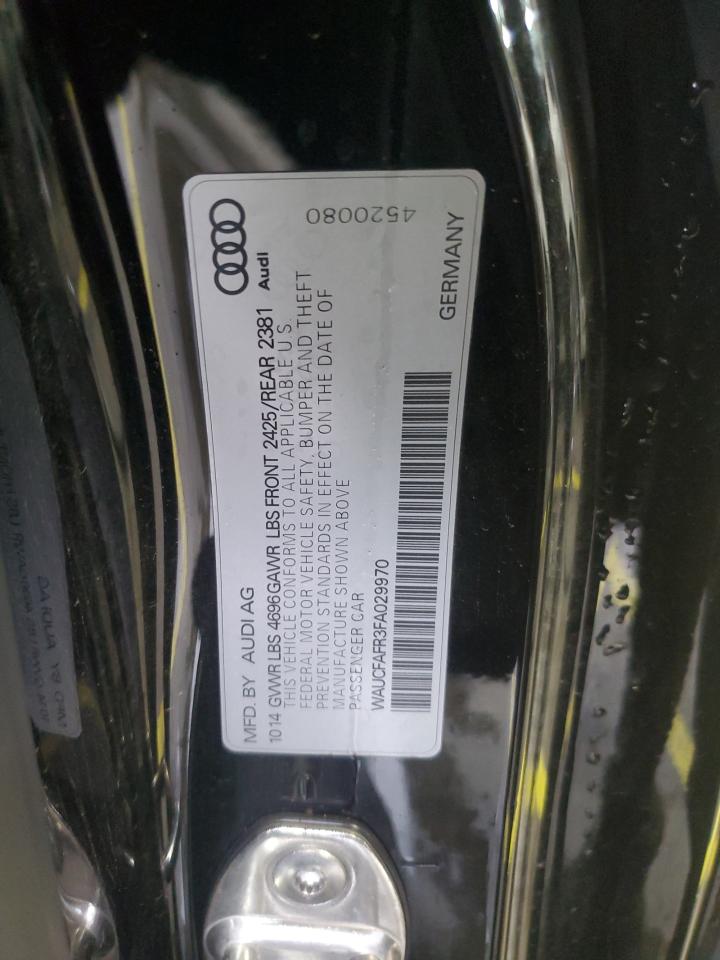 MFD. BY AUDI AG
Audi
1014 GVWR LBS 4696 GAWR LBS FRONT 2425/REAR 2381
THIS VEHICLE CONFORMS TO ALL APPLICABLE U.S.
FEDERAL MOTOR VEHICLE SAFETY, BUMPER, AND THEFT
PREVENTION STANDARDS IN EFFECT ON THE DATE OF
MANUFACTURE SHOWN ABOVE
PASSENGER CAR
WAUCFAFR3FA029970
GERMANY
4520080